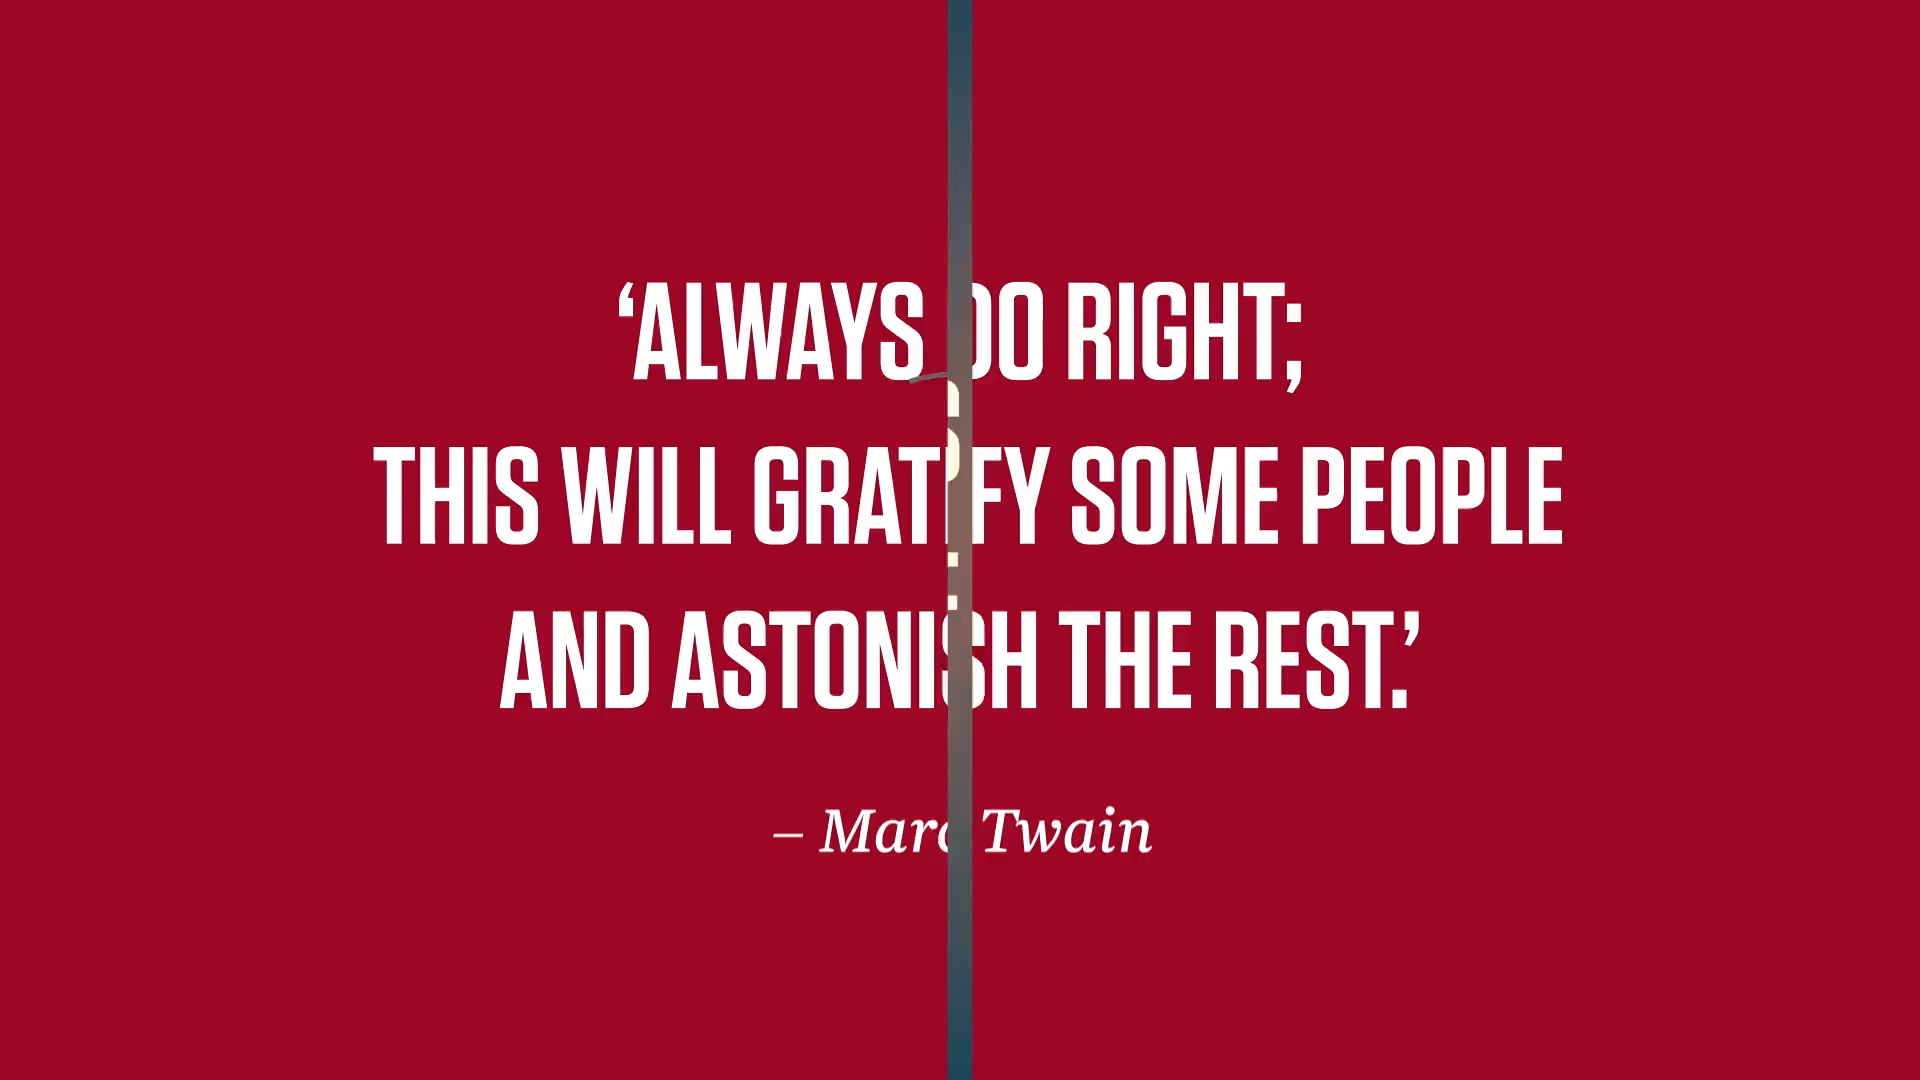 ‘ALWAYS DO RIGHT;
THIS WILL GRATIFY SOME PEOPLE
AND ASTONISH THE REST.’
– Marc Twain